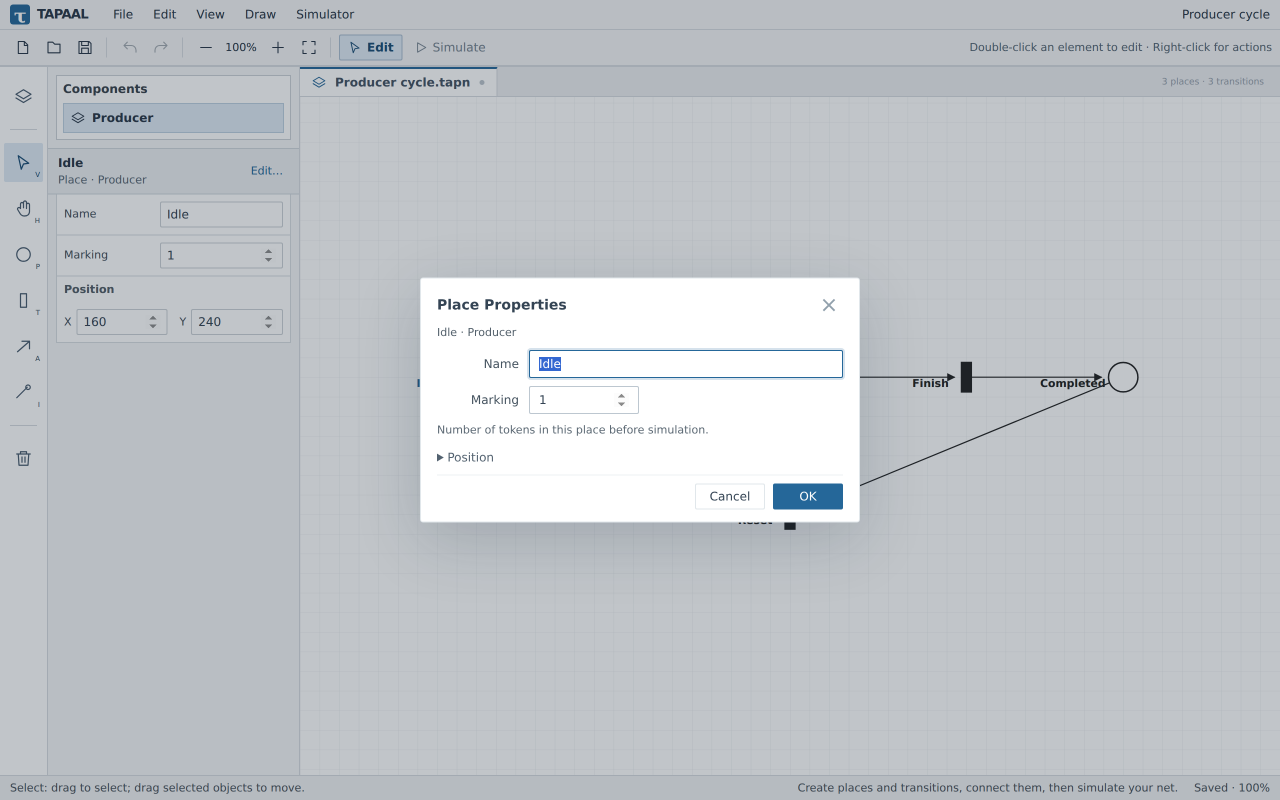 TAPAAL File Edit View Draw Simulator Producer cycle
100% Edit Simulate Double-click an element to edit · Right-click for actions
Producer cycle.tapn 3 places · 3 transitions
Components
Producer
Idle
Place · Producer
Edit...
Name Idle
Marking 1
Position
X 160 Y 240
V
H
P
T
A
I
Place Properties
Idle · Producer
Name Idle
Marking 1
Number of tokens in this place before simulation.
Position
Cancel OK
Finish Completed
Reset
Select: drag to select; drag selected objects to move. Create places and transitions, connect them, then simulate your net. Saved · 100%